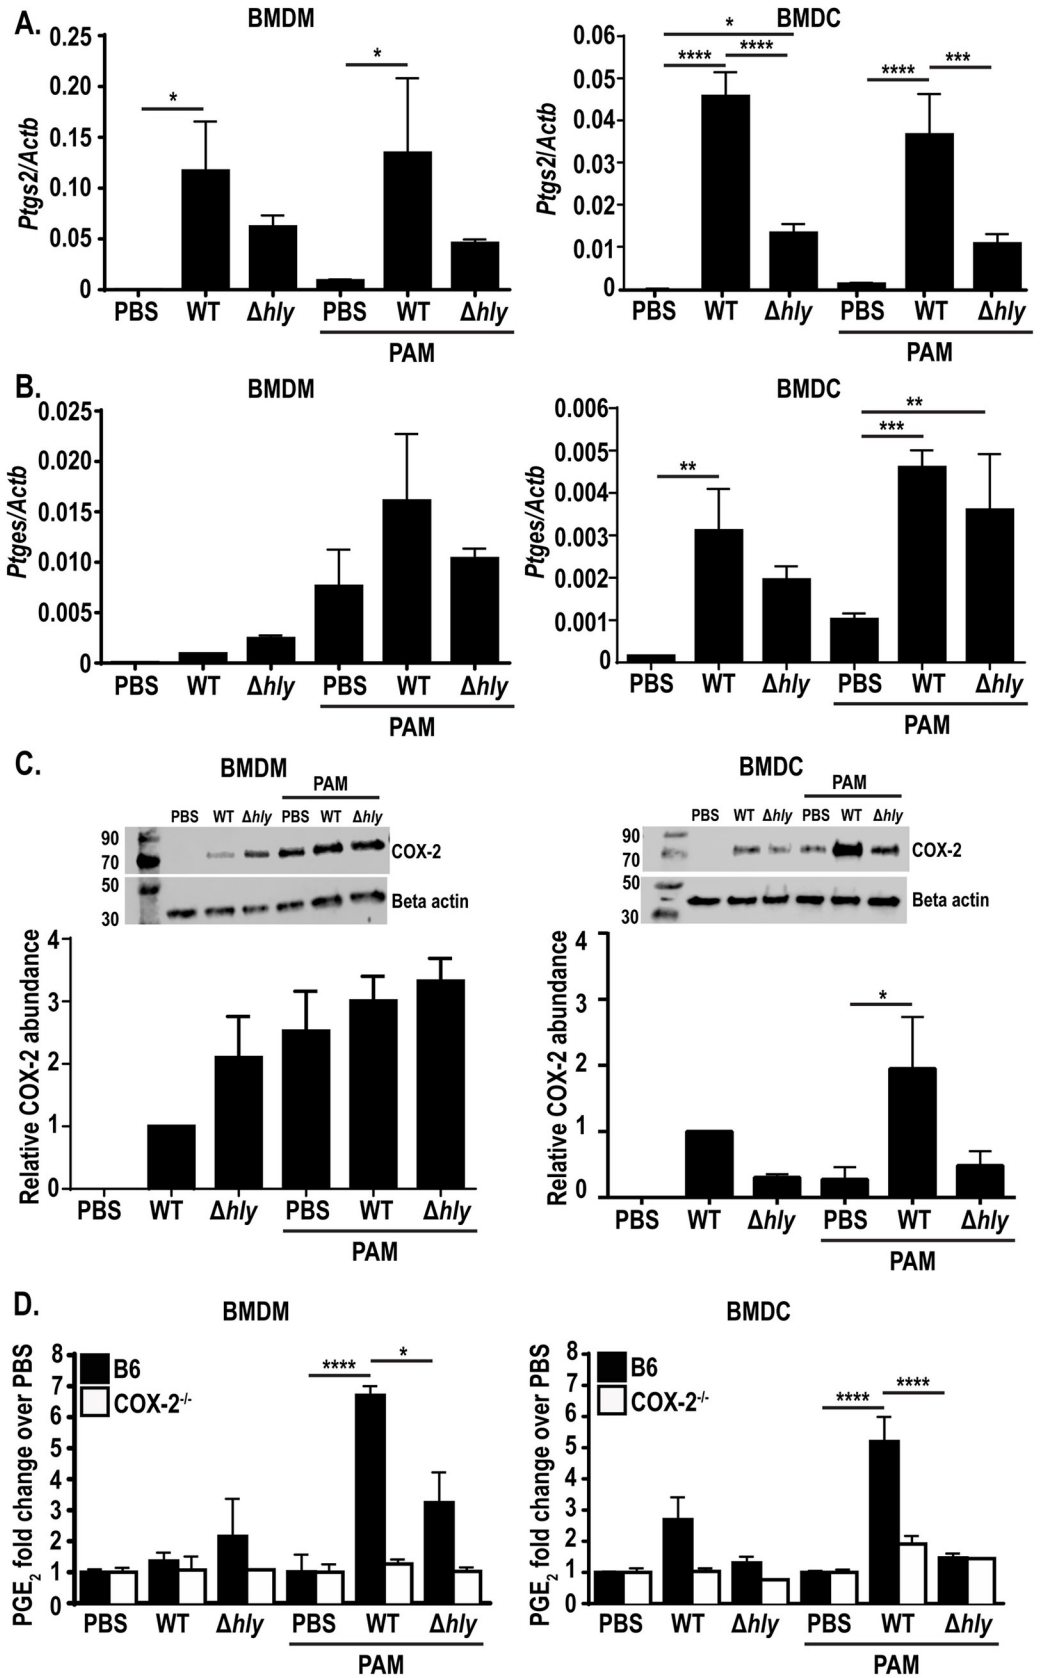 A.
BMDM
BMDC
Ptgs2/Actb
0.25
0.20
0.15
0.10
0.05
0
*
*
PBS WT Δhly PBS WT Δhly
PAM
Ptgs2/Actb
0.06
0.05
0.04
0.03
0.02
0.01
0
*
**** ****
**** ***
PBS WT Δhly PBS WT Δhly
PAM
B.
BMDM
BMDC
Ptges/Actb
0.025
0.020
0.015
0.010
0.005
0
PBS WT Δhly PBS WT Δhly
PAM
Ptges/Actb
0.006
0.005
0.004
0.003
0.002
0.001
0
**
**
***
PBS WT Δhly PBS WT Δhly
PAM
C.
BMDM
PAM
PBS WT Δhly PBS WT Δhly
90
70
COX-2
50
30
Beta actin
Relative COX-2 abundance
4
3
2
1
0
PBS WT Δhly PBS WT Δhly
PAM
BMDC
PAM
PBS WT Δhly PBS WT Δhly
90
70
COX-2
50
30
Beta actin
Relative COX-2 abundance
4
3
2
1
0
*
PBS WT Δhly PBS WT Δhly
PAM
D.
BMDM
BMDC
PGE2 fold change over PBS
8
7
6
5
4
3
2
1
0
B6
COX-2-/-
**** *
PBS WT Δhly PBS WT Δhly
PAM
PGE2 fold change over PBS
8
7
6
5
4
3
2
1
0
B6
COX-2-/-
**** ****
PBS WT Δhly PBS WT Δhly
PAM